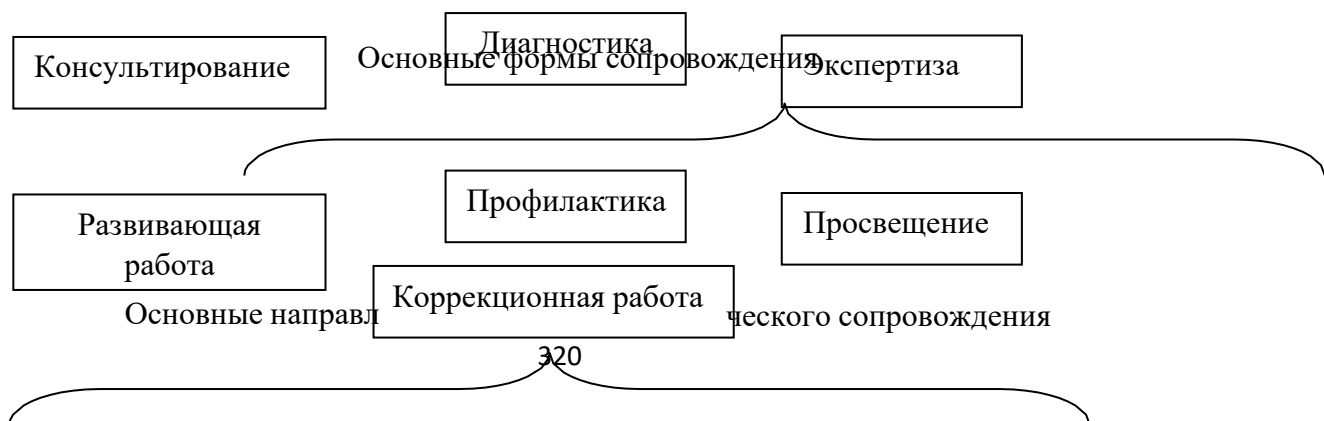 Диагностика
Консультирование
Основные формы сопровождения
Экспертиза
Профилактика
Развивающая
работа
Просвещение
Коррекционная работа
Основные направл
ческого сопровождения
320